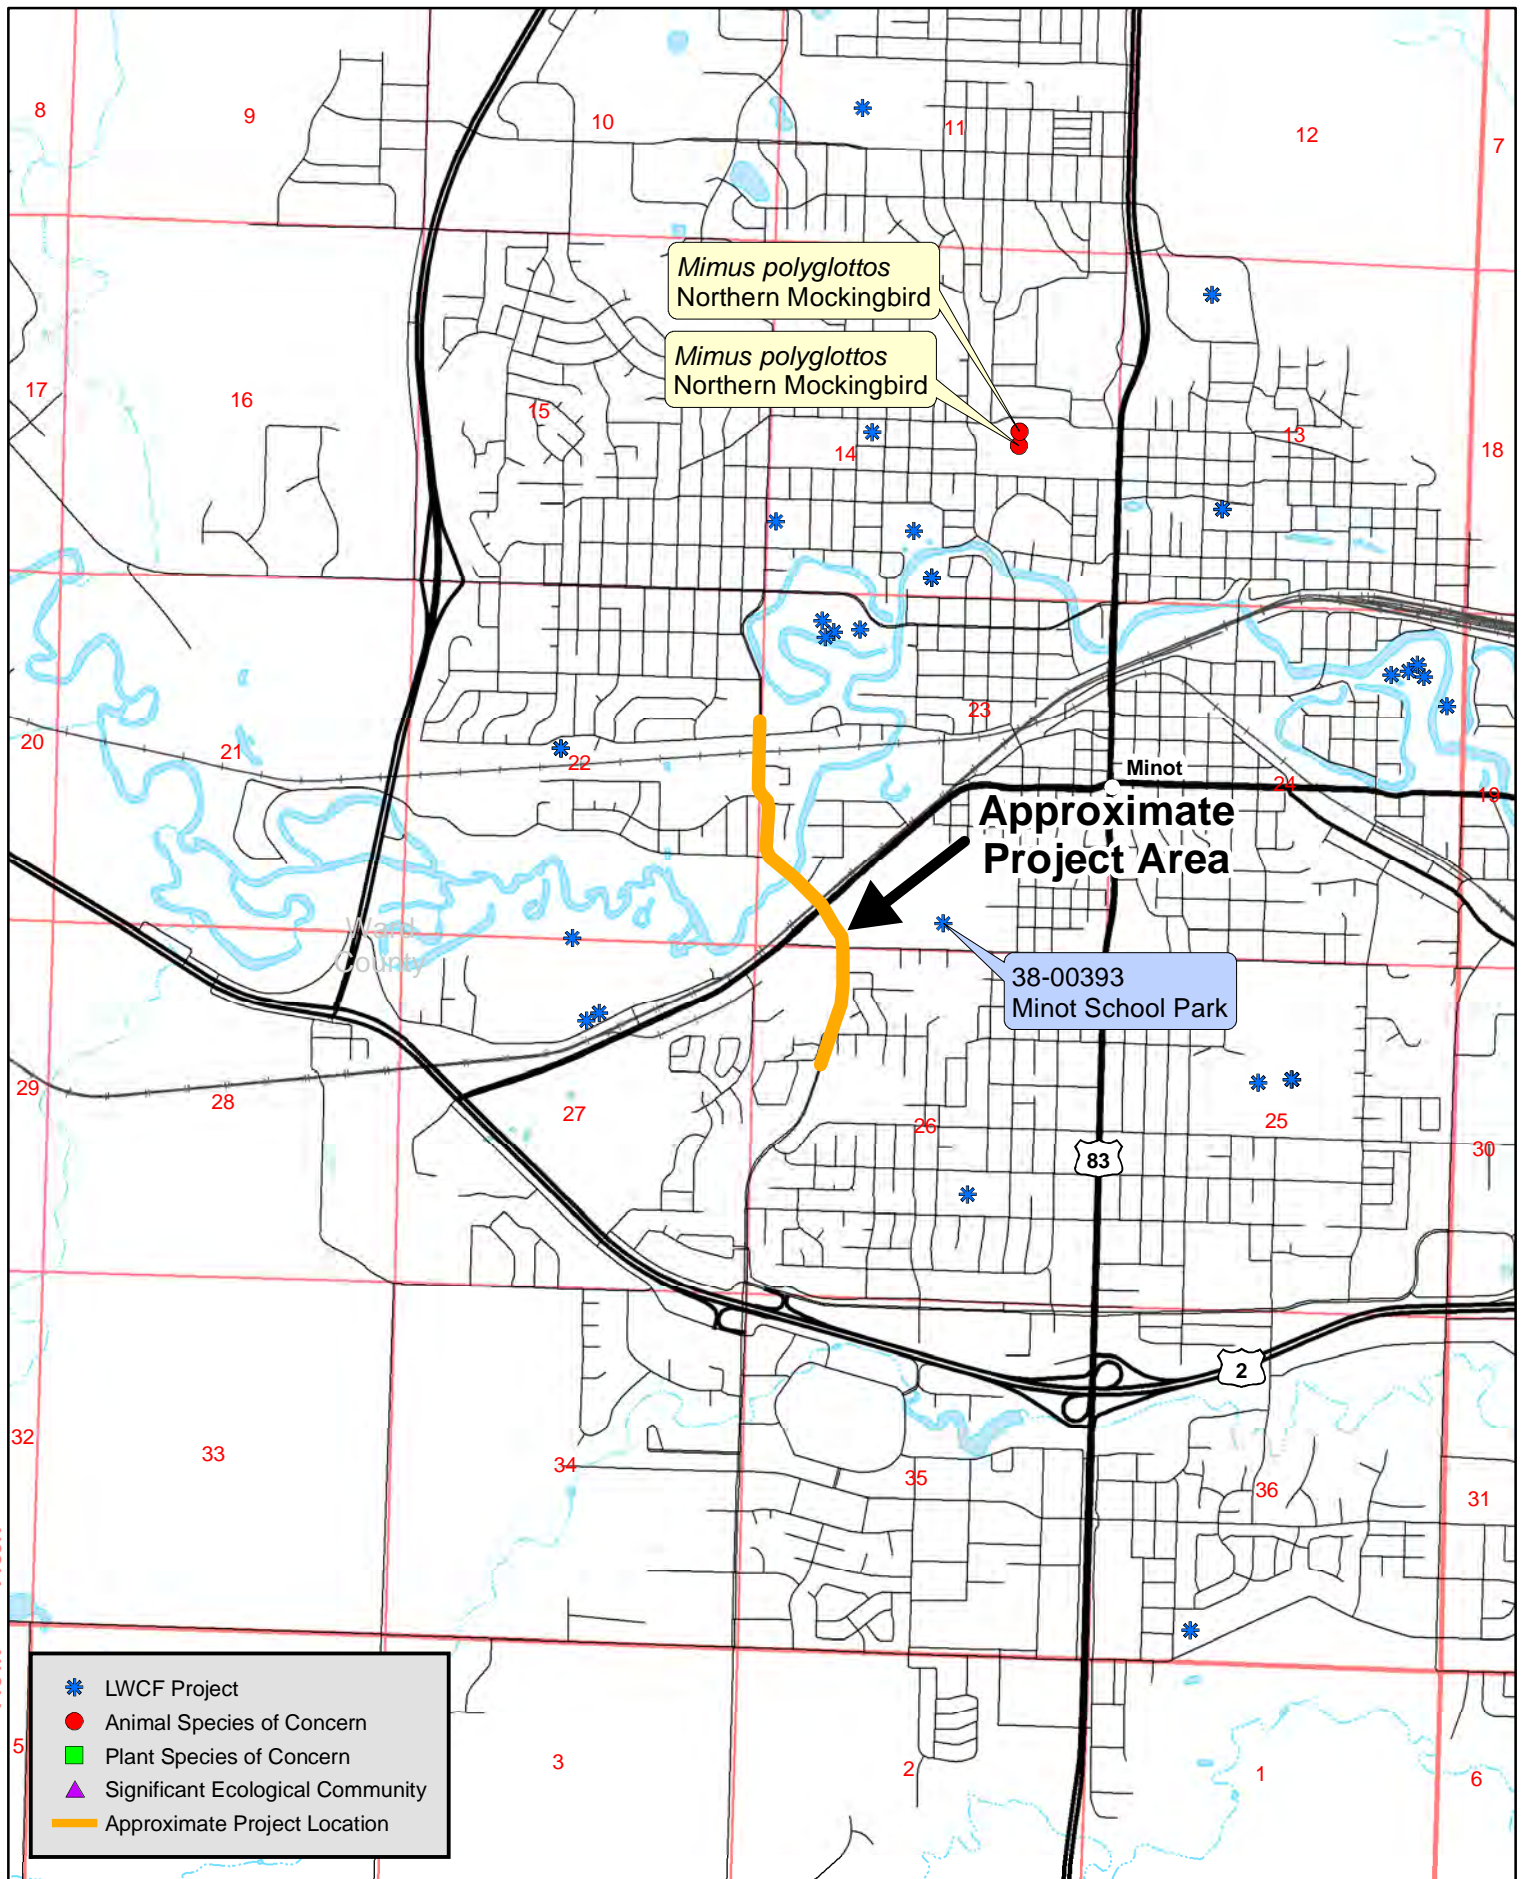 8
9
10
11
12
7
Mimus polyglottos
Northern Mockingbird
Mimus polyglottos
Northern Mockingbird
17
16
15
14
13
18
20
21
22
23
24
19
Minot
Approximate
Project Area
Ward
County
38-00393
Minot School Park
29
28
27
26
25
30
83
2
32
33
34
35
36
31
5
3
2
1
6
LWCF Project
Animal Species of Concern
Plant Species of Concern
Significant Ecological Community
Approximate Project Location